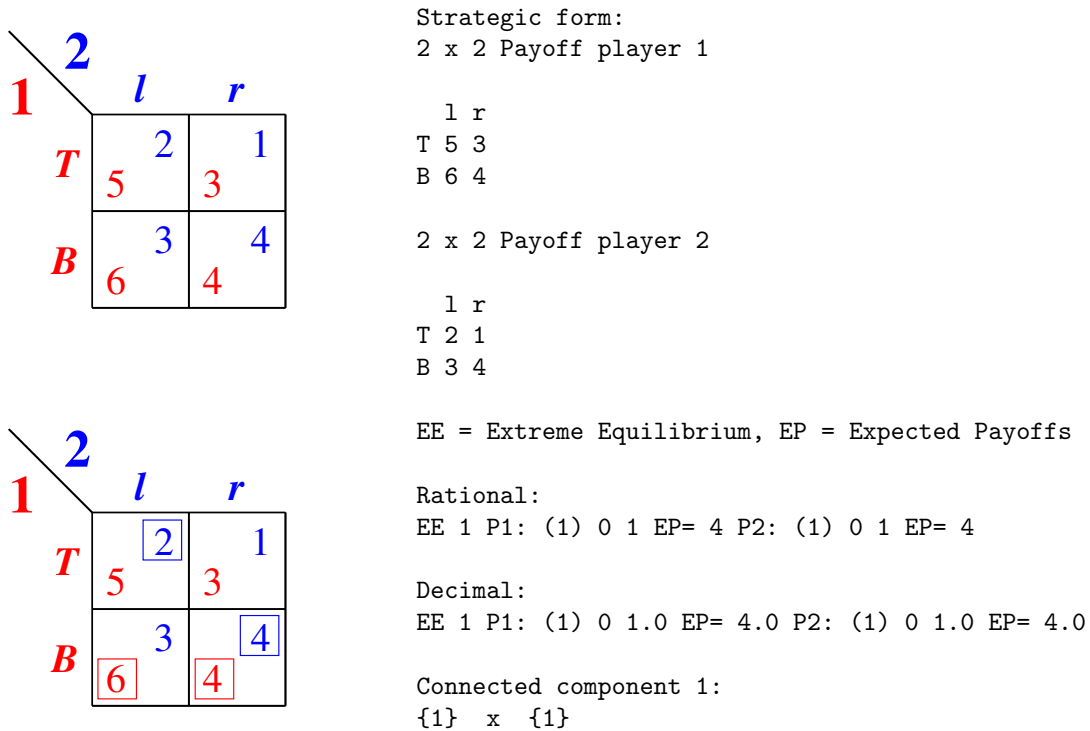 2
1
l r
T 2 1
5 3
B 3 4
6 4
2
1
l r
T 2 1
5 3
B 3 4
6 4
Strategic form:
2 x 2 Payoff player 1
l r
T 5 3
B 6 4
2 x 2 Payoff player 2
l r
T 2 1
B 3 4
EE = Extreme Equilibrium, EP = Expected Payoffs
Rational:
EE 1 P1: (1) 0 1 EP= 4 P2: (1) 0 1 EP= 4
Decimal:
EE 1 P1: (1) 0 1.0 EP= 4.0 P2: (1) 0 1.0 EP= 4.0
Connected component 1:
{1} x {1}